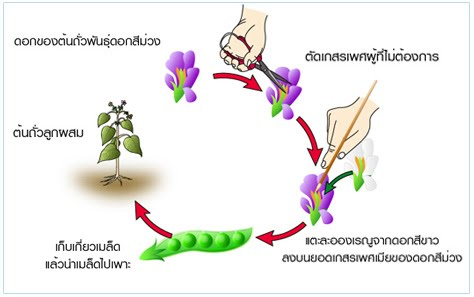 ดอกของต้นถั่วพันธุ์ดอกสีม่วง
ตัดเกสรเพศผู้ที่ไม่ต้องการ
ต้นถั่วลูกผสม
แตะละอองเรณูจากดอกสีขาว
ลงบนยอดเกสรเพศเมียของดอกสีม่วง
เก็บเกี่ยวเมล็ด
แล้วนำเมล็ดไปเพาะ